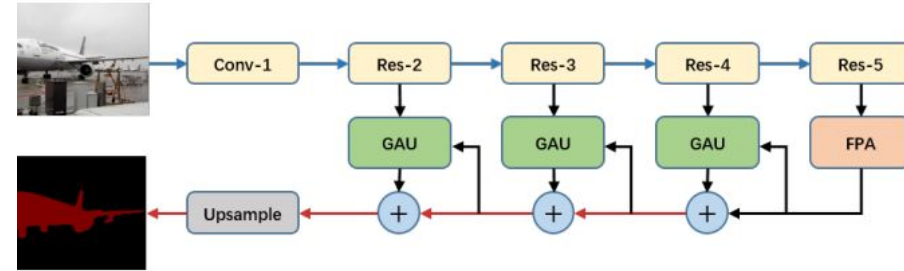 Conv-1 Res-2 Res-3 Res-4 Res-5
GAU GAU GAU FPA
Upsample + + +